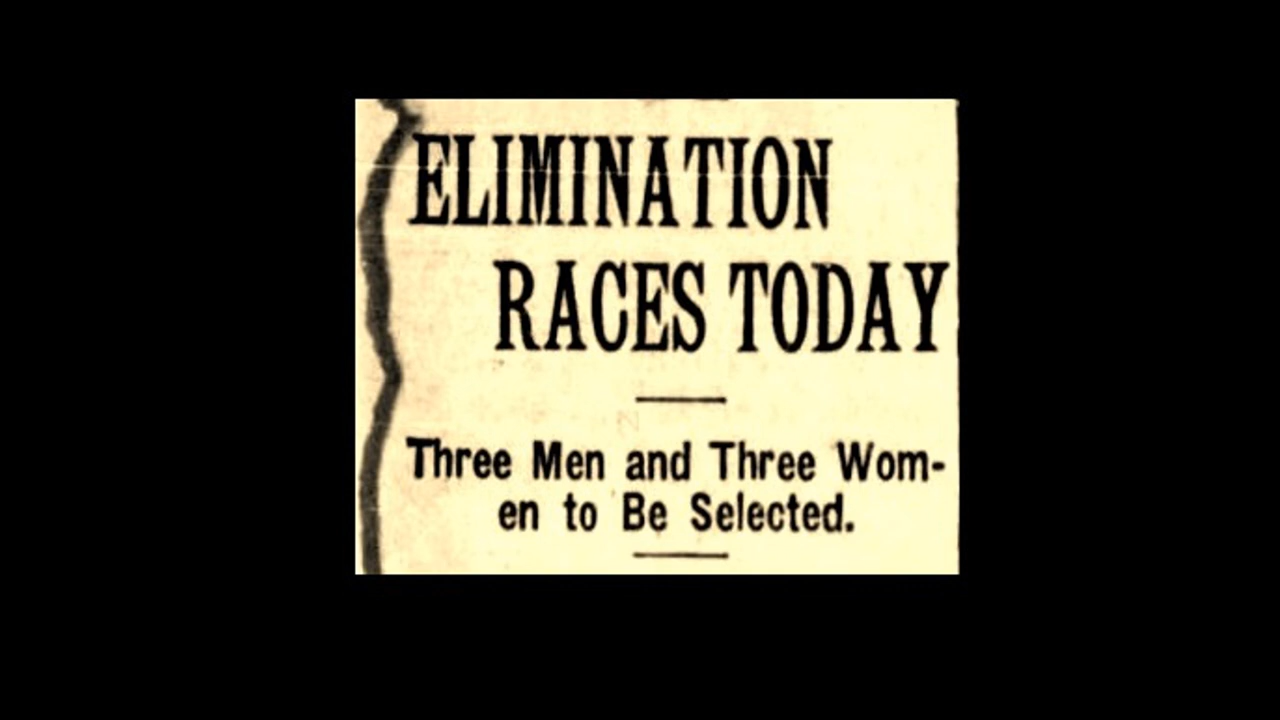 ELIMINATION
RACES TODAY
Three Men and Three Wom-
en to Be Selected.